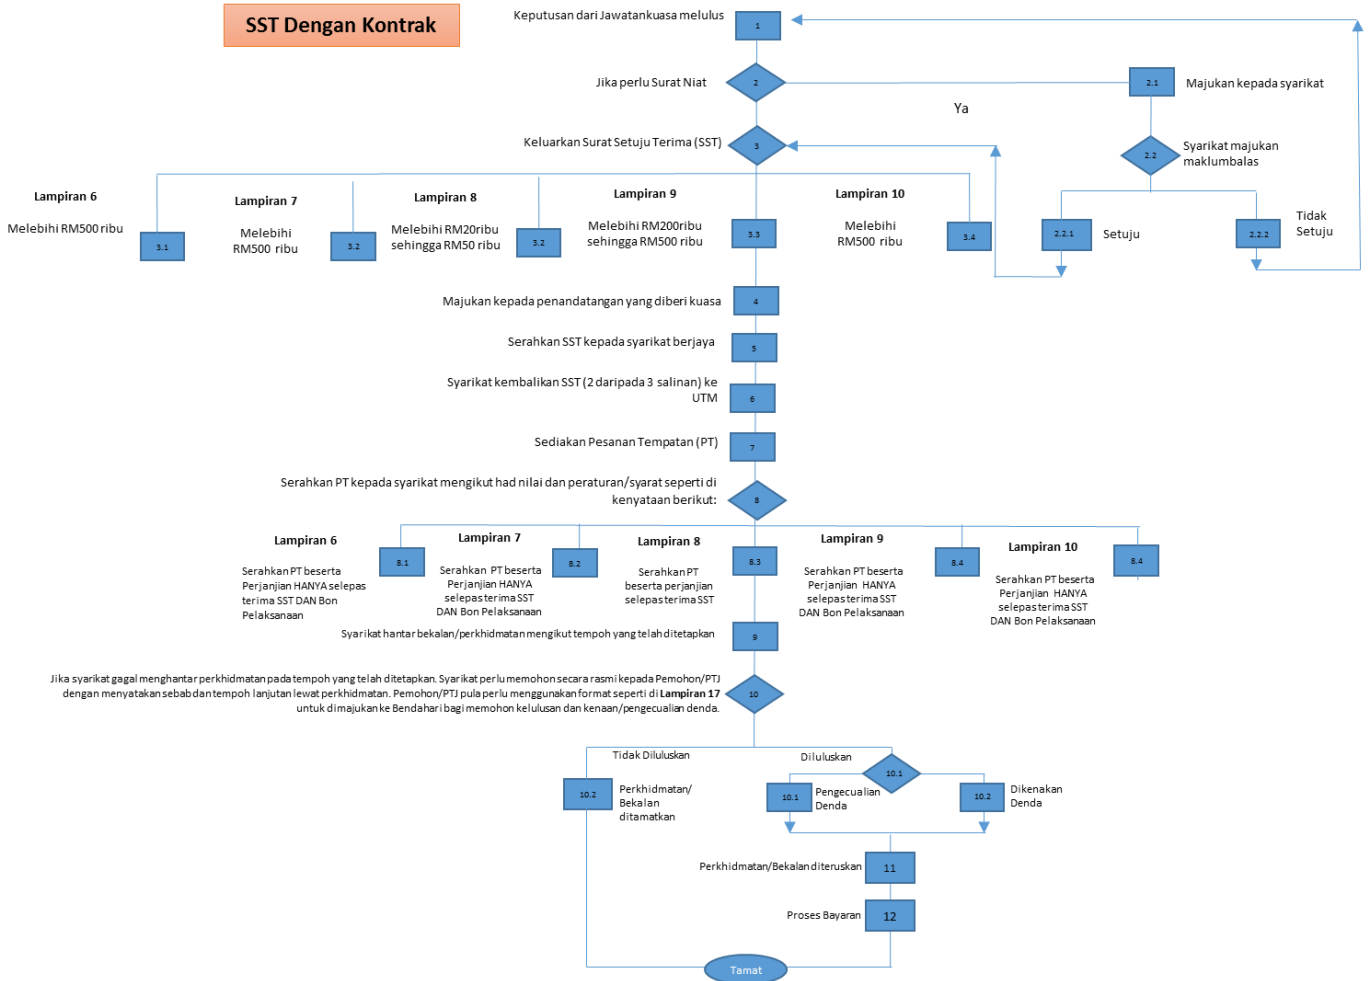 SST Dengan Kontrak
Keputusan dari Jawatankuasa melulus
1
Jika perlu Surat Niat
2
2.1
Majukan kepada syarikat
Ya
Keluarkan Surat Setuju Terima (SST)
3
2.2
Syarikat majukan
maklumbalas
Lampiran 6
Melebihi RM500 ribu
3.1
Lampiran 7
Melebihi
RM500 ribu
3.2
Lampiran 8
Melebihi RM20ribu
sehingga RM50 ribu
3.2
Lampiran 9
Melebihi RM200ribu
sehingga RM500 ribu
3.3
Lampiran 10
Melebihi
RM500 ribu
3.4
2.2.1
Setuju
2.2.2
Tidak
Setuju
Majukan kepada penandatangan yang diberi kuasa
4
Serahkan SST kepada syarikat berjaya
5
Syarikat kembalikan SST (2 daripada 3 salinan) ke
UTM
6
Sediakan Pesanan Tempatan (PT)
7
Serahkan PT kepada syarikat mengikut had nilai dan peraturan/syarat seperti di
kenyataan berikut:
8
Lampiran 6
Serahkan PT beserta
Perjanjian HANYA selepas
terima SST DAN Bon
Pelaksanaan
8.1
Lampiran 7
Serahkan PT beserta
Perjanjian HANYA
selepas terima SST
DAN Bon Pelaksanaan
8.2
Lampiran 8
Serahkan PT
beserta perjanjian
selepas terima SST
8.3
Lampiran 9
Serahkan PT beserta
Perjanjian HANYA
selepas terima SST
DAN Bon Pelaksanaan
8.4
Lampiran 10
Serahkan PT beserta
Perjanjian HANYA
selepas terima SST
DAN Bon Pelaksanaan
8.4
Syarikat hantar bekalan/perkhidmatan mengikut tempoh yang telah ditetapkan
9
Jika syarikat gagal menghantar perkhidmatan pada tempoh yang telah ditetapkan. Syarikat perlu memohon secara rasmi kepada Pemohon/PTJ
dengan menyatakan sebab dan tempoh lanjutan lewat perkhidmatan. Pemohon/PTJ pula perlu menggunakan format seperti di Lampiran 17
untuk di majukan ke Bendahari bagi memohon kelulusan dan kenaan/pengecualian denda.
10
Tidak Diluluskan
Diluluskan
10.1
10.2
Perkhidmatan/
Bekalan
ditamatkan
10.1
Pengecualian
Denda
10.2
Dikenakan
Denda
Perkhidmatan/Bekalan diteruskan
11
Proses Bayaran
12
Tamat